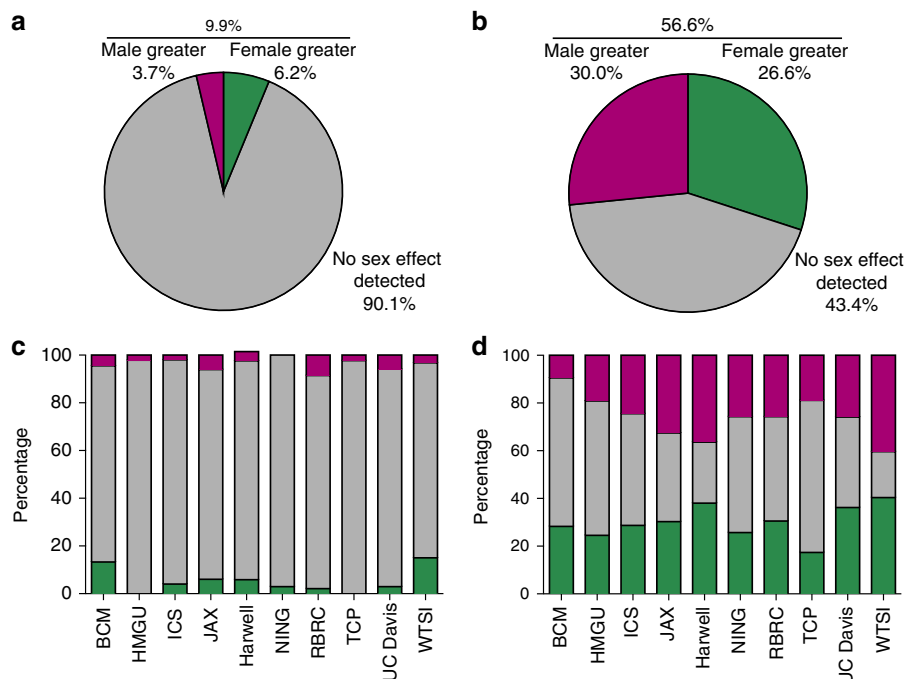 a
9.9%
Male greater
3.7%
Female greater
6.2%
No sex effect
detected
90.1%
b
56.6%
Male greater
30.0%
Female greater
26.6%
No sex effect
detected
43.4%
c
Percentage
100
80
60
40
20
0
BCM
HMGU
ICS
JAX
Harwell
NING
RBRC
TCP
UC Davis
WTSI
d
Percentage
100
80
60
40
20
0
BCM
HMGU
ICS
JAX
Harwell
NING
RBRC
TCP
UC Davis
WTSI